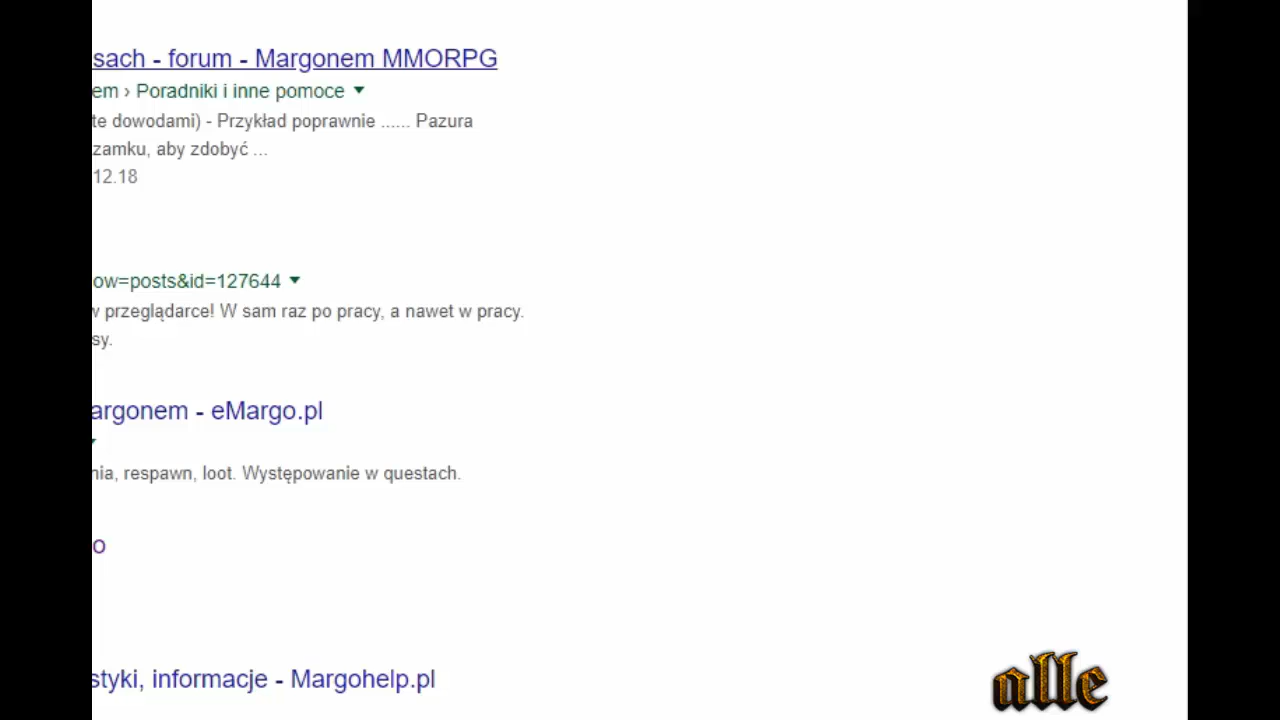 sach - forum - Margonem MMORPG
em › Poradniki i inne pomoce
te dowodami) - Przykład poprawnie ...... Pazura
zamku, aby zdobyć ...
12.18
ow=posts&id=127644
w przeglądarce! W sam raz po pracy, a nawet w pracy.
sy.
argonem - eMargo.pl
nia, respawn, loot. Występowanie w questach.
o
styki, informacje - Margohelp.pl
alle